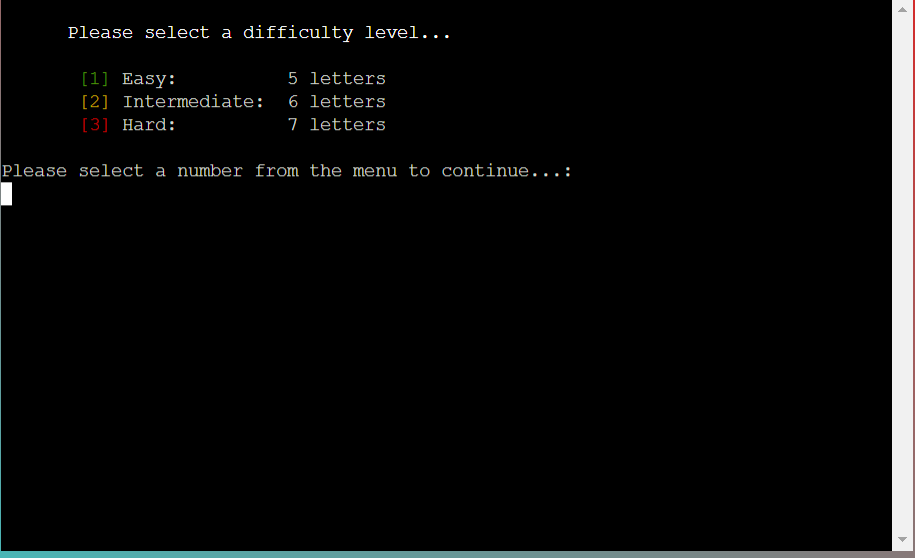 Please select a difficulty level...
[1] Easy: 5 letters
[2] Intermediate: 6 letters
[3] Hard: 7 letters
Please select a number from the menu to continue...: